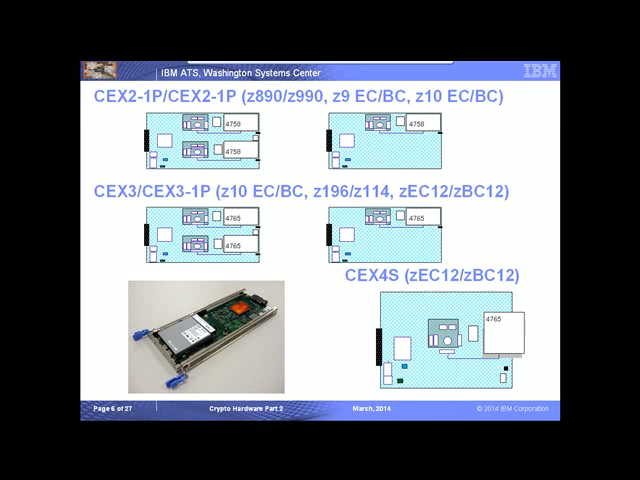 IBM ATS, Washington Systems Center
IBM
CEX2-1P/CEX2-1P (z890/z990, z9 EC/BC, z10 EC/BC)
4758
4758
4758
CEX3/CEX3-1P (z10 EC/BC, z196/z114, zEC12/zBC12)
4765
4765
4765
CEX4S (zEC12/zBC12)
4765
Page 6 of 27
Crypto Hardware Part 2
March, 2014
© 2014 IBM Corporation